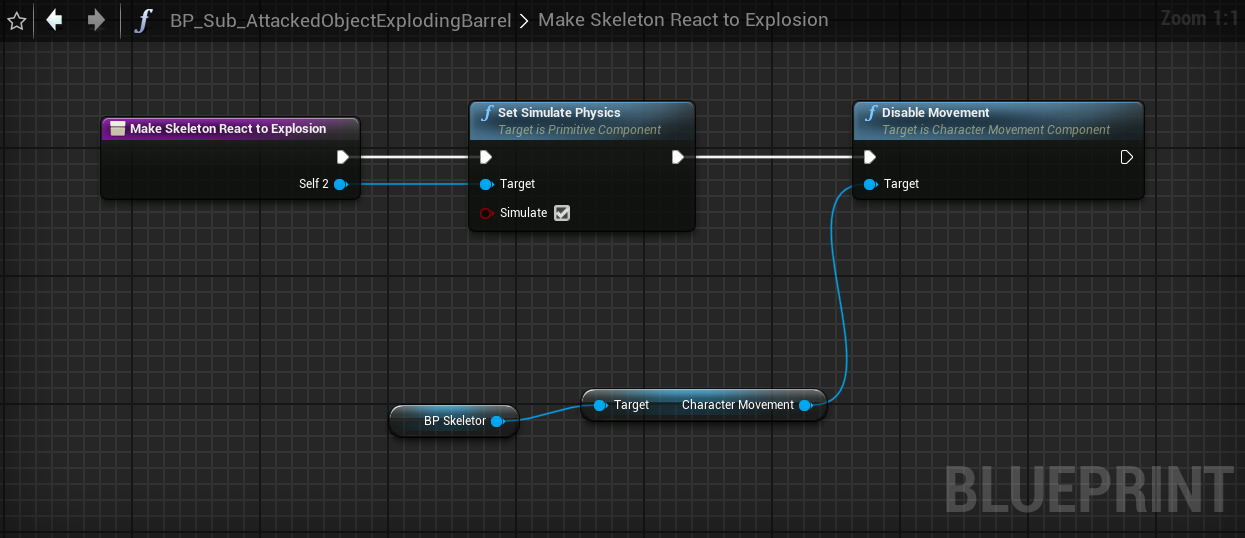 BP_Sub_AttackedObjectExplodingBarrel > Make Skeleton React to Explosion
Zoom 1:1
Make Skeleton React to Explosion
Self 2
f Set Simulate Physics
Target is Primitive Component
Target
Simulate
f Disable Movement
Target is Character Movement Component
Target
BP Skeletor
Target Character Movement
BLUEPRINT